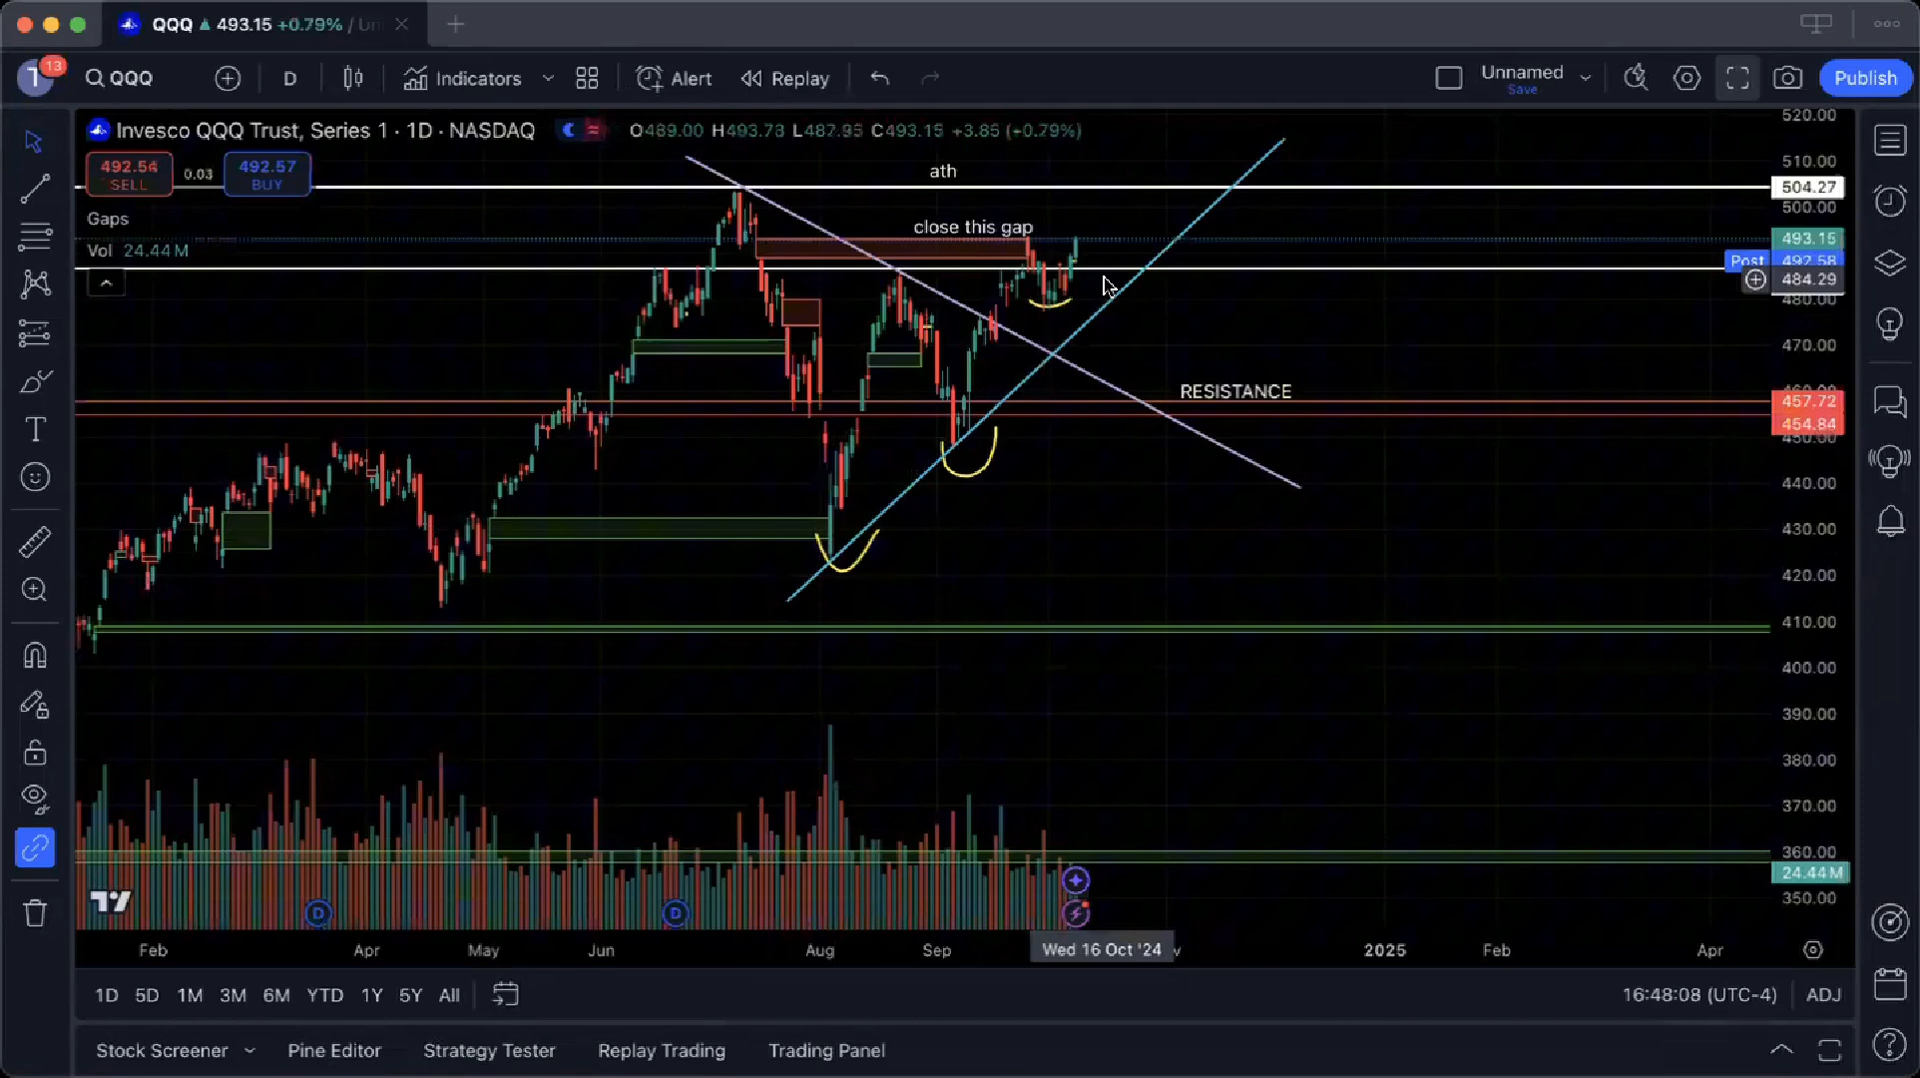 QQQ ▲ 493.15 +0.79% / Un
13
QQQ
D
Indicators
Alert
Replay
Unnamed
Save
Publish
Invesco QQQ Trust, Series 1 · 1D · NASDAQ
O489.00 H493.73 L487.95 C493.15 +3.85 (+0.79%)
492.54
SELL
0.03
492.57
BUY
Gaps
Vol 24.44 M
ath
close this gap
RESISTANCE
520.00
510.00
504.27
500.00
493.15
Post 492.58
484.29
480.00
470.00
457.72
454.84
450.00
440.00
430.00
420.00
410.00
400.00
390.00
380.00
370.00
360.00
24.44 M
350.00
D
D
Feb
Apr
May
Jun
Aug
Sep
Wed 16 Oct '24
2025
Feb
Apr
1D 5D 1M 3M 6M YTD 1Y 5Y All
16:48:08 (UTC-4)
ADJ
Stock Screener
Pine Editor
Strategy Tester
Replay Trading
Trading Panel